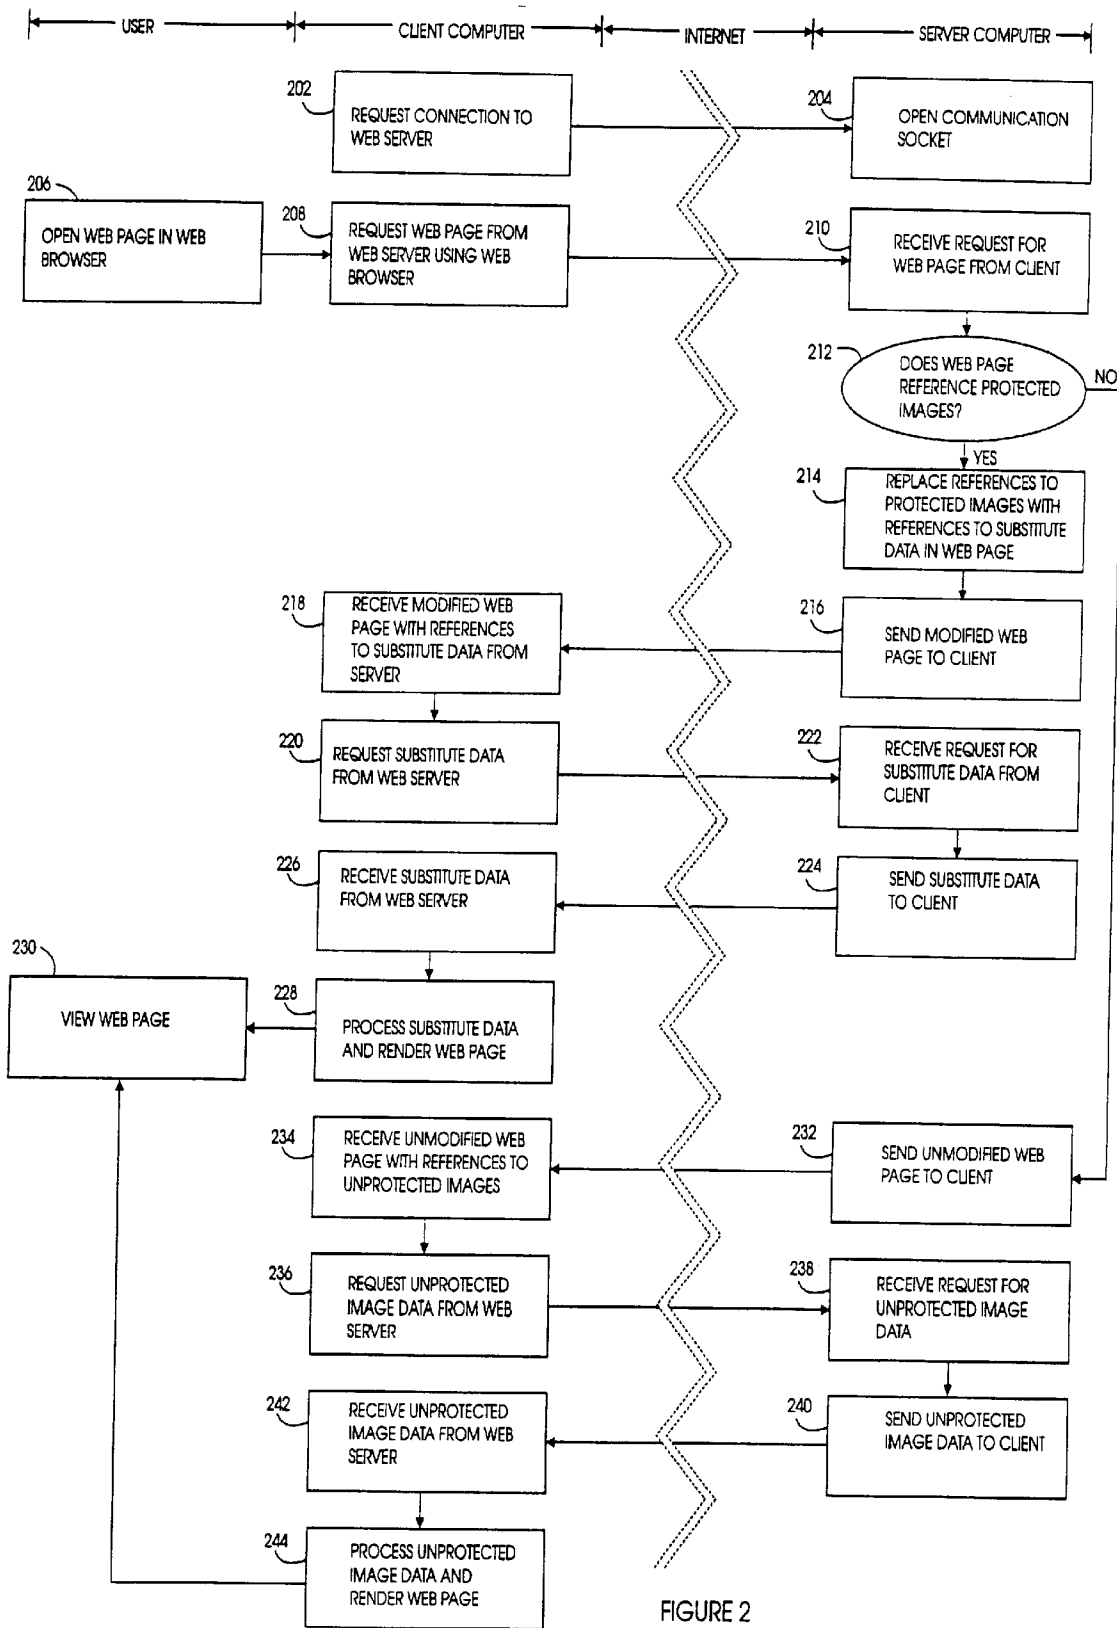 USER
CLIENT COMPUTER
INTERNET
SERVER COMPUTER
202
REQUEST CONNECTION TO
WEB SERVER
204
OPEN COMMUNICATION
SOCKET
206
OPEN WEB PAGE IN WEB
BROWSER
208
REQUEST WEB PAGE FROM
WEB SERVER USING WEB
BROWSER
210
RECEIVE REQUEST FOR
WEB PAGE FROM CLIENT
212
DOES WEB PAGE
REFERENCE PROTECTED
IMAGES?
NO
YES
214
REPLACE REFERENCES TO
PROTECTED IMAGES WITH
REFERENCES TO SUBSTITUTE
DATA IN WEB PAGE
218
RECEIVE MODIFIED WEB
PAGE WITH REFERENCES
TO SUBSTITUTE DATA FROM
SERVER
216
SEND MODIFIED WEB
PAGE TO CLIENT
220
REQUEST SUBSTITUTE DATA
FROM WEB SERVER
222
RECEIVE REQUEST FOR
SUBSTITUTE DATA FROM
CLIENT
226
RECEIVE SUBSTITUTE DATA
FROM WEB SERVER
224
SEND SUBSTITUTE DATA
TO CLIENT
230
VIEW WEB PAGE
228
PROCESS SUBSTITUTE DATA
AND RENDER WEB PAGE
234
RECEIVE UNMODIFIED WEB
PAGE WITH REFERENCES TO
UNPROTECTED IMAGES
232
SEND UNMODIFIED WEB
PAGE TO CLIENT
236
REQUEST UNPROTECTED
IMAGE DATA FROM WEB
SERVER
238
RECEIVE REQUEST FOR
UNPROTECTED IMAGE
DATA
242
RECEIVE UNPROTECTED
IMAGE DATA FROM WEB
SERVER
240
SEND UNPROTECTED
IMAGE DATA TO CLIENT
244
PROCESS UNPROTECTED
IMAGE DATA AND
RENDER WEB PAGE
FIGURE 2